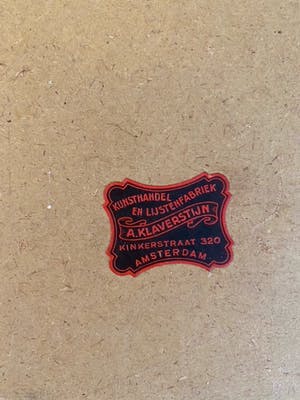 KUNSTHANDEL
EN LIJSTENFABRIEK
A. KLAVERSTIJN
KINKERSTRAAT 320
AMSTERDAM